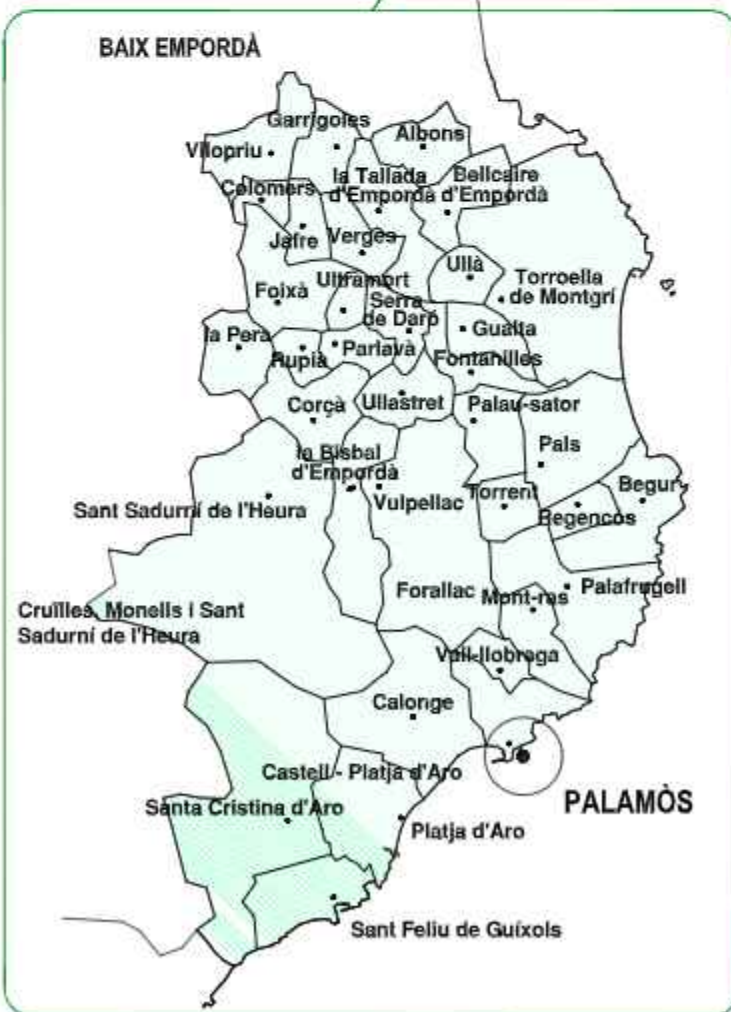 BAIX EMPORDÀ
Garrigoles
Albons
Vilopriu
la Tallada
d'Empordà
Bellcaire
d'Empordà
Colomers
Jafre
Verges
Ullà
Ultramort
Foixà
Serra
de Daró
Torroella
de Montgrí
Gualta
la Pera
Rupià
Parlavà
Fontanilles
Corçà
Ullastret
Palau-sator
Pals
la Bisbal
d'Empordà
Sant Sadurní de l'Heura
Vulpellac
Torrent
Begur
Begencos
Cruïlles, Monells i Sant
Sadurní de l'Heura
Forallac
Mont-ras
Palafrugell
Vall-llobrega
Calonge
Castell - Platja d'Aro
Santa Cristina d'Aro
PALAMÒS
Platja d'Aro
Sant Feliu de Guíxols